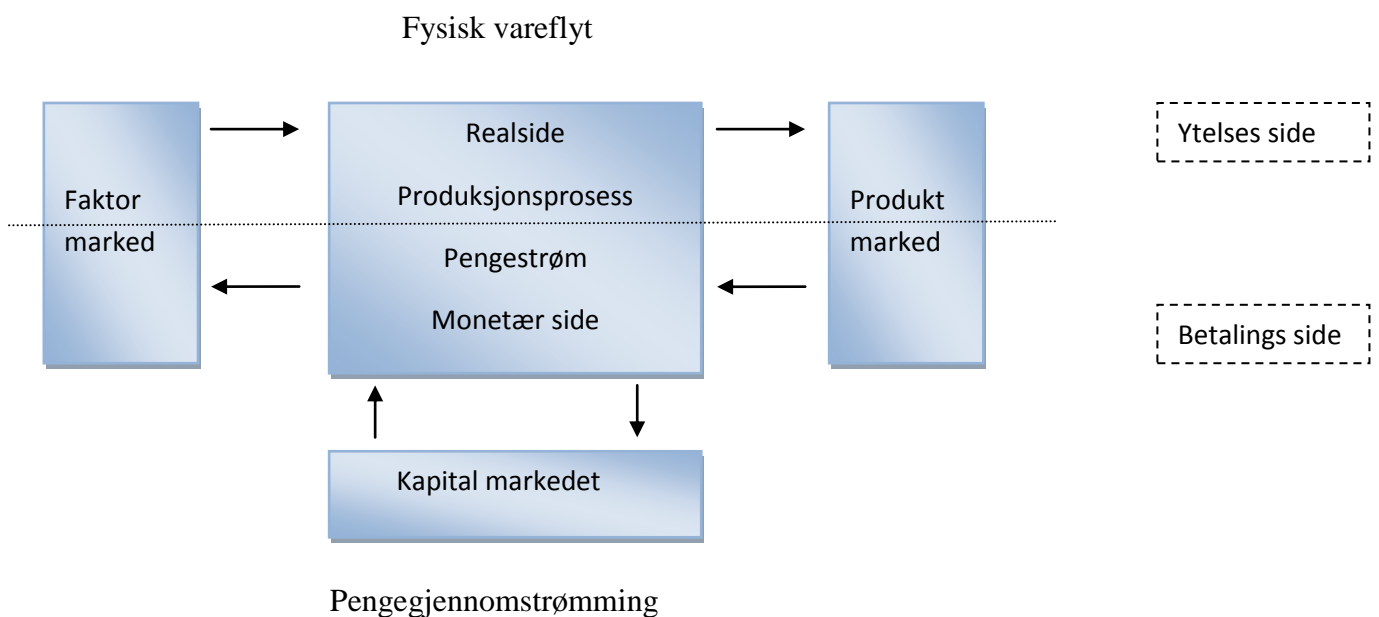 Fysisk vareflyt
Faktor
marked
Realside
Produksjonsprosess
Pengestrøm
Monetær side
Produkt
marked
Ytelses side
Betalings side
Kapital markedet
Pengegjennomstrømming